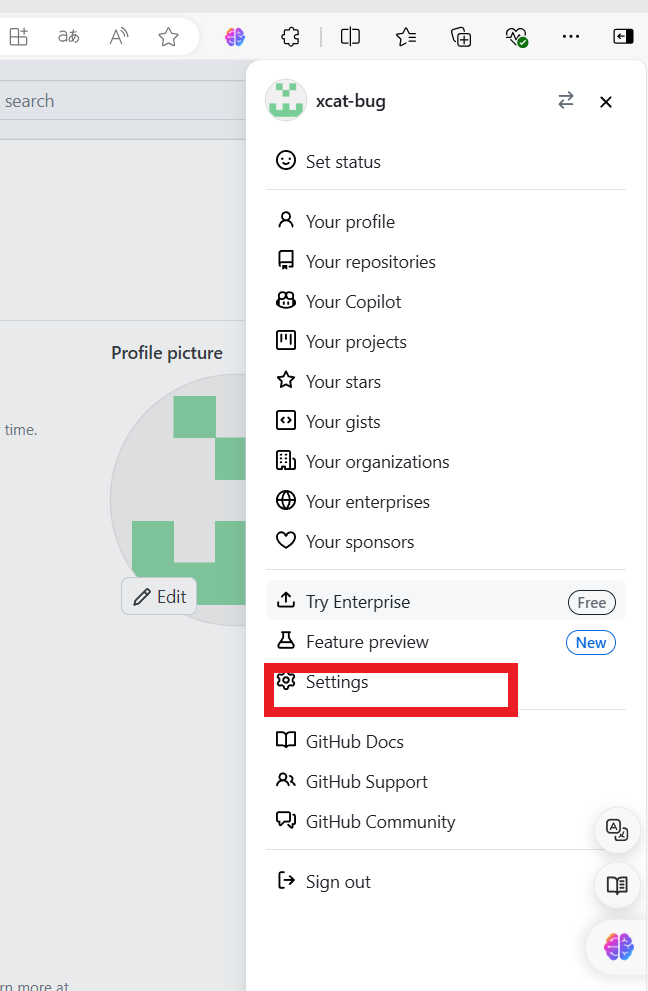 search
xcat-bug
Set status
Your profile
Your repositories
Your Copilot
Your projects
Your stars
Your gists
Your organizations
Your enterprises
Your sponsors
Try Enterprise Free
Feature preview New
Settings
GitHub Docs
GitHub Support
GitHub Community
Sign out
Profile picture
time.
Edit
more at